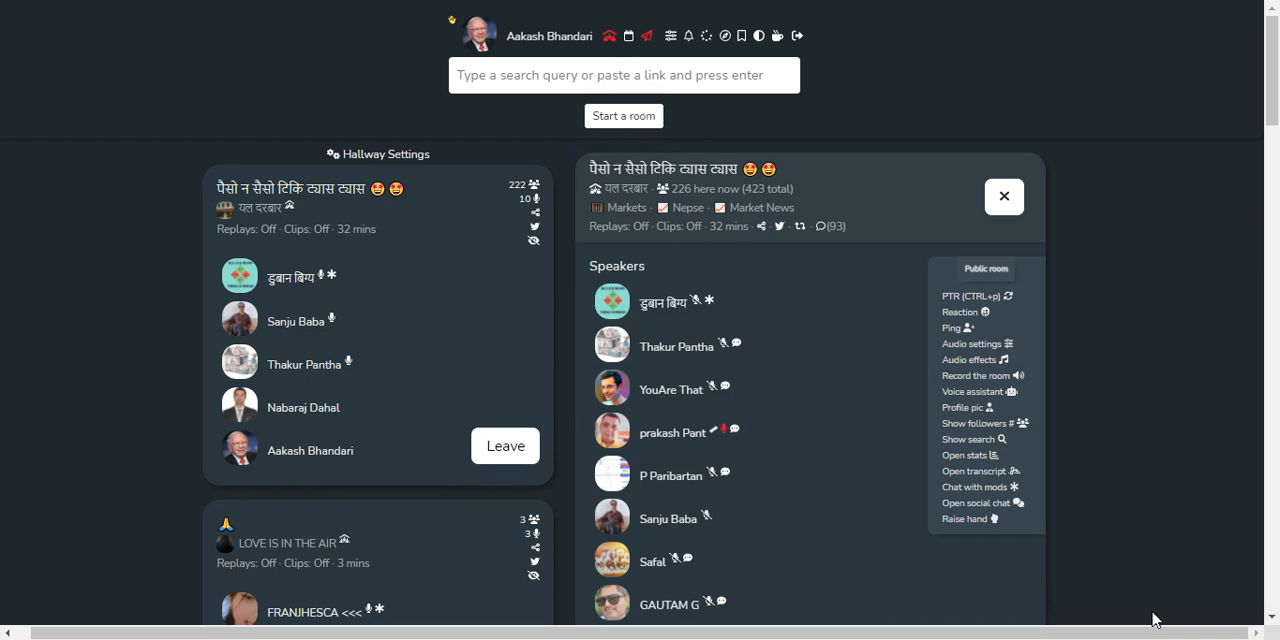 Aakash Bhandari
Type a search query or paste a link and press enter
Start a room
Hallway Settings
पैसो न सैसो टिकि ट्यास ट्यास 🤩 🤩
222
10
यल दरबार
Replays: Off · Clips: Off · 32 mins
डुबान बिग्य
Sanju Baba
Thakur Pantha
Nabaraj Dahal
Aakash Bhandari
Leave
🙏
3
3
LOVE IS IN THE AIR
Replays: Off · Clips: Off · 3 mins
FRANJHESCA <<<
पैसो न सैसो टिकि ट्यास ट्यास 🤩 🤩
यल दरबार · 226 here now (423 total)
Markets · Nepse · Market News
Replays: Off · Clips: Off · 32 mins · (93)
Speakers
डुबान बिग्य
Thakur Pantha
YouAre That
prakash Pant
P Paribartan
Sanju Baba
Safal
GAUTAM G
Public room
PTR (CTRL+p)
Reaction
Ping
Audio settings
Audio effects
Record the room
Voice assistant
Profile pic
Show followers #
Show search
Open stats
Open transcript
Chat with mods
Open social chat
Raise hand